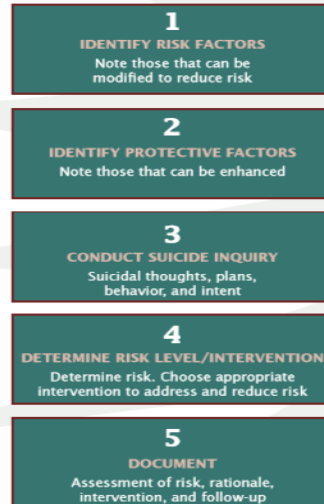 1
IDENTIFY RISK FACTORS
Note those that can be
modified to reduce risk
2
IDENTIFY PROTECTIVE FACTORS
Note those that can be enhanced
3
CONDUCT SUICIDE INQUIRY
Suicidal thoughts, plans,
behavior, and intent
4
DETERMINE RISK LEVEL/INTERVENTION
Determine risk. Choose appropriate
intervention to address and reduce risk
5
DOCUMENT
Assessment of risk, rationale,
intervention, and follow-up